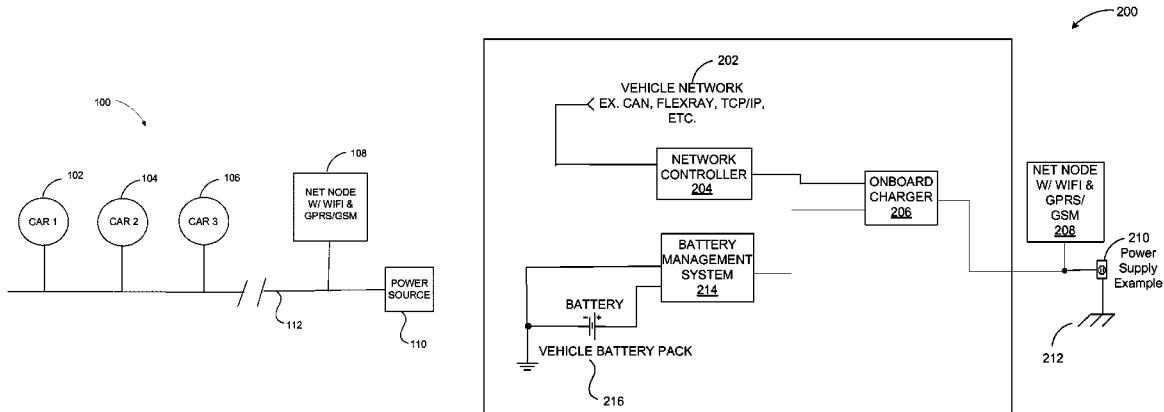 100
102
CAR 1
104
CAR 2
106
CAR 3
108
NET NODE
W/ WIFI &
GPRS/GSM
112
POWER
SOURCE
110
200
202
VEHICLE NETWORK
EX. CAN, FLEXRAY, TCP/IP,
ETC.
NETWORK
CONTROLLER
204
ONBOARD
CHARGER
206
NET NODE
W/ WIFI &
GPRS/
GSM
208
210
Power
Supply
Example
212
BATTERY
MANAGEMENT
SYSTEM
214
BATTERY
- +
VEHICLE BATTERY PACK
216